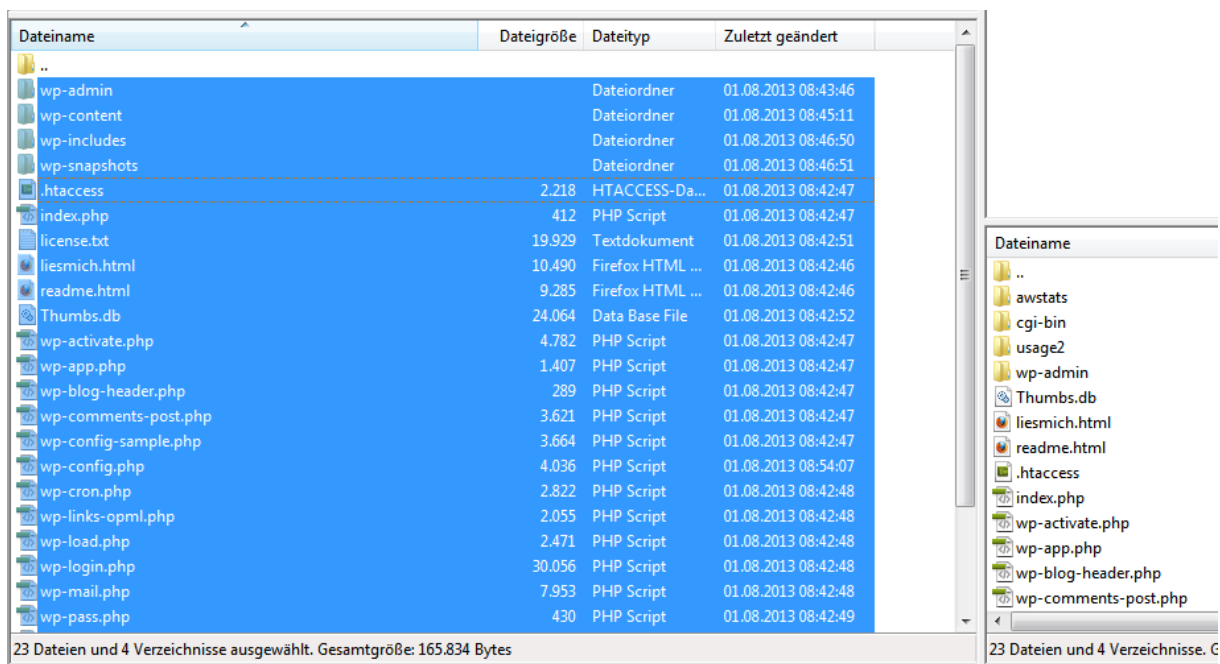 Dateiname Dateigröße Dateityp Zuletzt geändert
..
wp-admin Dateiordner 01.08.2013 08:43:46
wp-content Dateiordner 01.08.2013 08:45:11
wp-includes Dateiordner 01.08.2013 08:46:50
wp-snapshots Dateiordner 01.08.2013 08:46:51
.htaccess 2.218 HTACCESS-Da... 01.08.2013 08:42:47
index.php 412 PHP Script 01.08.2013 08:42:47
license.txt 19.929 Textdokument 01.08.2013 08:42:51
liesmich.html 10.490 Firefox HTML ... 01.08.2013 08:42:46
readme.html 9.285 Firefox HTML ... 01.08.2013 08:42:46
Thumbs.db 24.064 Data Base File 01.08.2013 08:42:52
wp-activate.php 4.782 PHP Script 01.08.2013 08:42:47
wp-app.php 1.407 PHP Script 01.08.2013 08:42:47
wp-blog-header.php 289 PHP Script 01.08.2013 08:42:47
wp-comments-post.php 3.621 PHP Script 01.08.2013 08:42:47
wp-config-sample.php 3.664 PHP Script 01.08.2013 08:42:47
wp-config.php 4.036 PHP Script 01.08.2013 08:54:07
wp-cron.php 2.822 PHP Script 01.08.2013 08:42:48
wp-links-opml.php 2.055 PHP Script 01.08.2013 08:42:48
wp-load.php 2.471 PHP Script 01.08.2013 08:42:48
wp-login.php 30.056 PHP Script 01.08.2013 08:42:48
wp-mail.php 7.953 PHP Script 01.08.2013 08:42:48
wp-pass.php 430 PHP Script 01.08.2013 08:42:49
23 Dateien und 4 Verzeichnisse ausgewählt. Gesamtgröße: 165.834 Bytes
Dateiname
..
awstats
cgi-bin
usage2
wp-admin
Thumbs.db
liesmich.html
readme.html
.htaccess
index.php
wp-activate.php
wp-app.php
wp-blog-header.php
wp-comments-post.php
23 Dateien und 4 Verzeichnisse. G